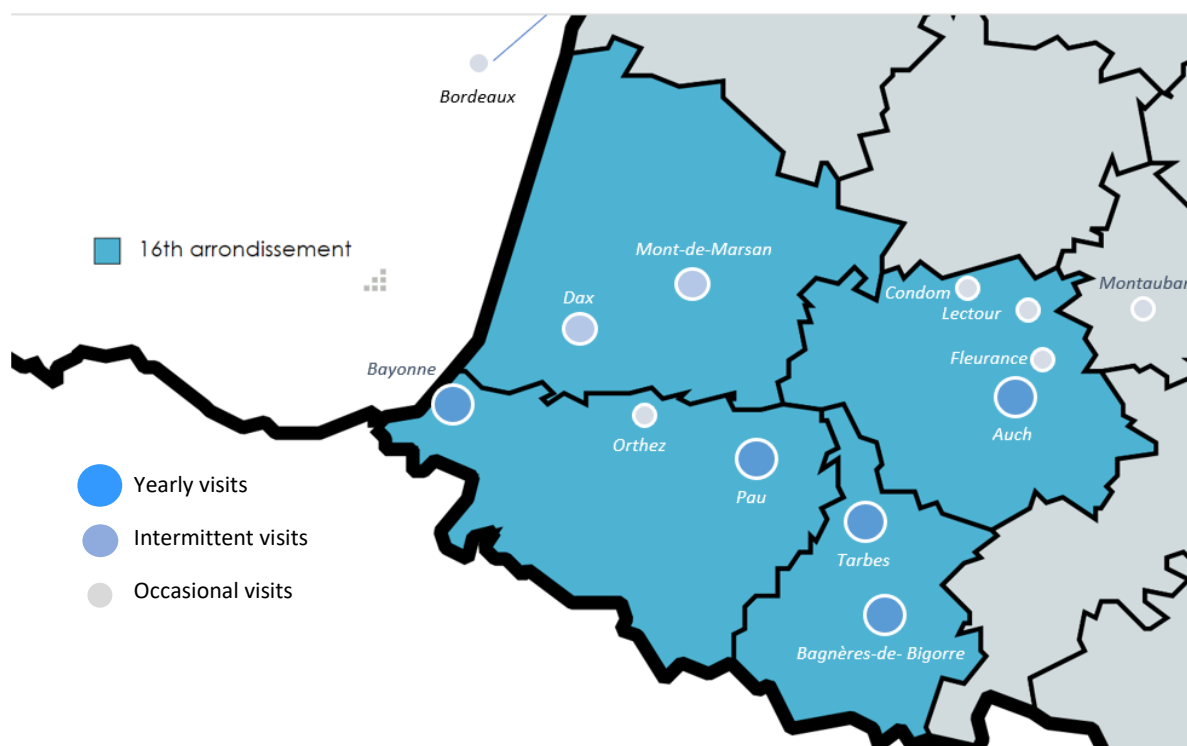 Bordeaux
16th arrondissement
Mont-de-Marsan
Dax
Condom
Montauban
Lectour
Fleurance
Bayonne
Orthez
Auch
Pau
Yearly visits
Intermittent visits
Tarbes
Occasional visits
Bagnères-de- Bigorre